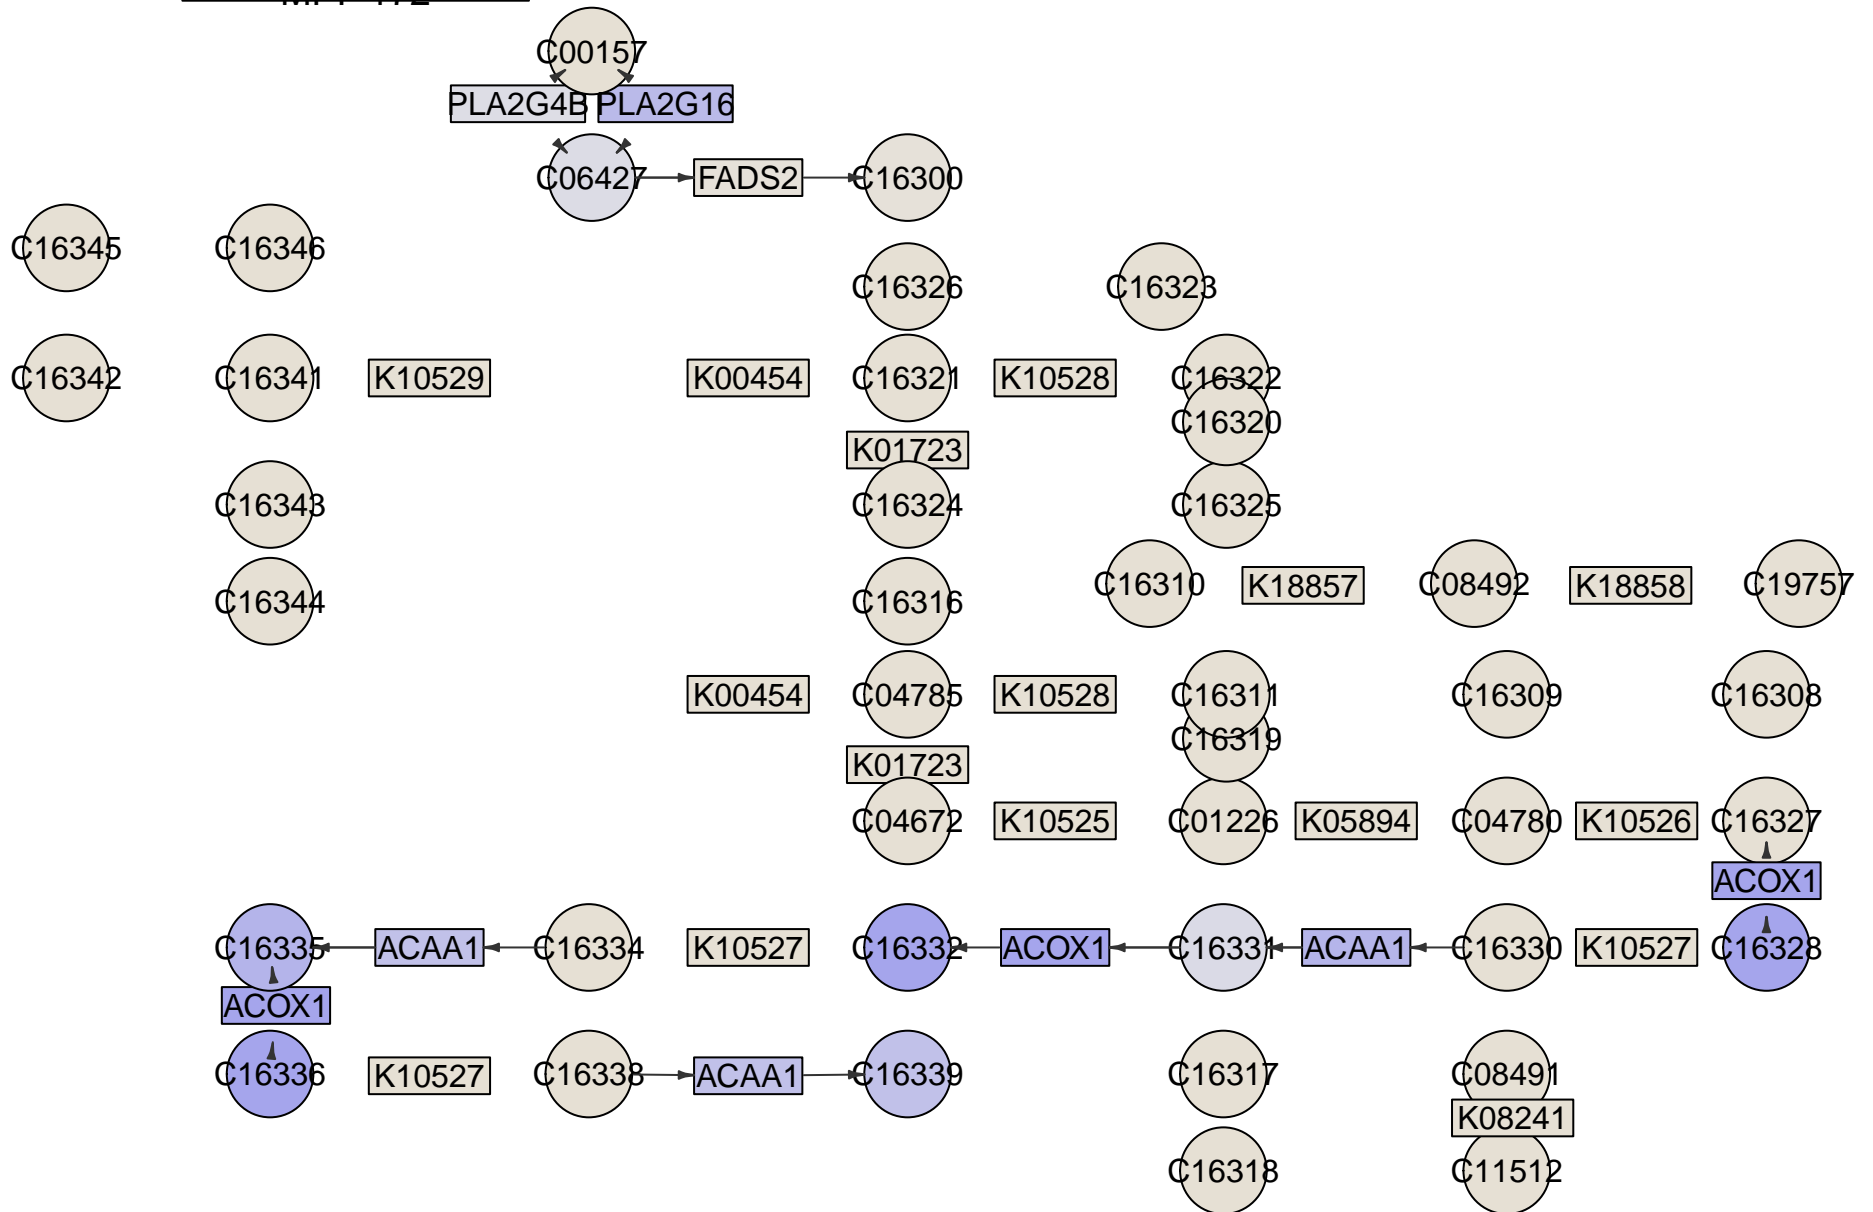 C00157
PLA2G4B PLA2G16
C06427 FADS2 C16300
C16345 C16346
C16326 C16323
C16342 C16341 K10529 K00454 C16321 K10528 C16322
C16320
K01723
C16343 C16324 C16325
C16310 K18857 C08492 K18858 C19757
C16344 C16316
K00454 C04785 K10528 C16311 C16309 C16308
C16319
K01723
C04672 K10525 C01226 K05894 C04780 K10526 C16327
ACOX1
C16335 ACAA1 C16334 K10527 C16332 ACOX1 C16331 ACAA1 C16330 K10527 C16328
ACOX1
C16336 K10527 C16338 ACAA1 C16339 C16317 C08491
K08241
C16318 C11512